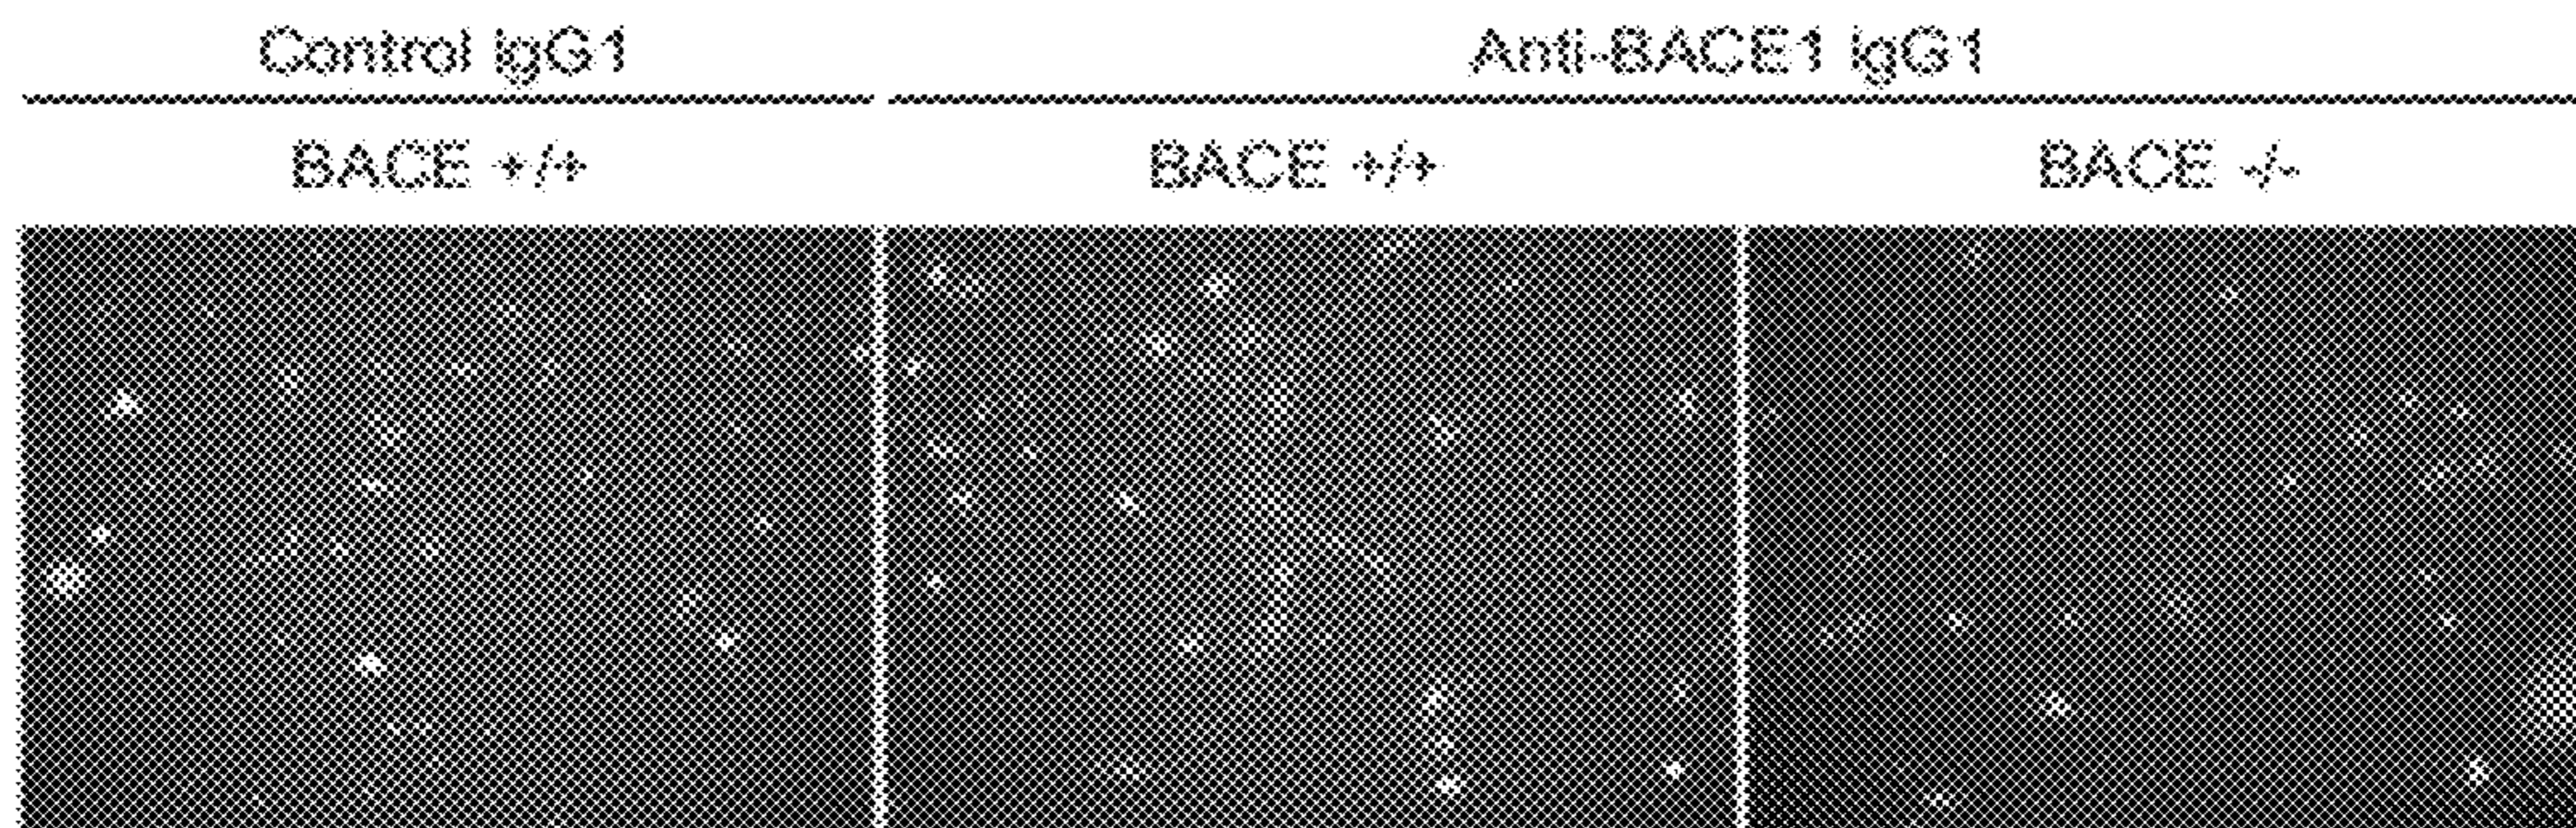 Control IgG1 Anti-BACE1 IgG1
BACE +/+ BACE +/+ BACE -/-